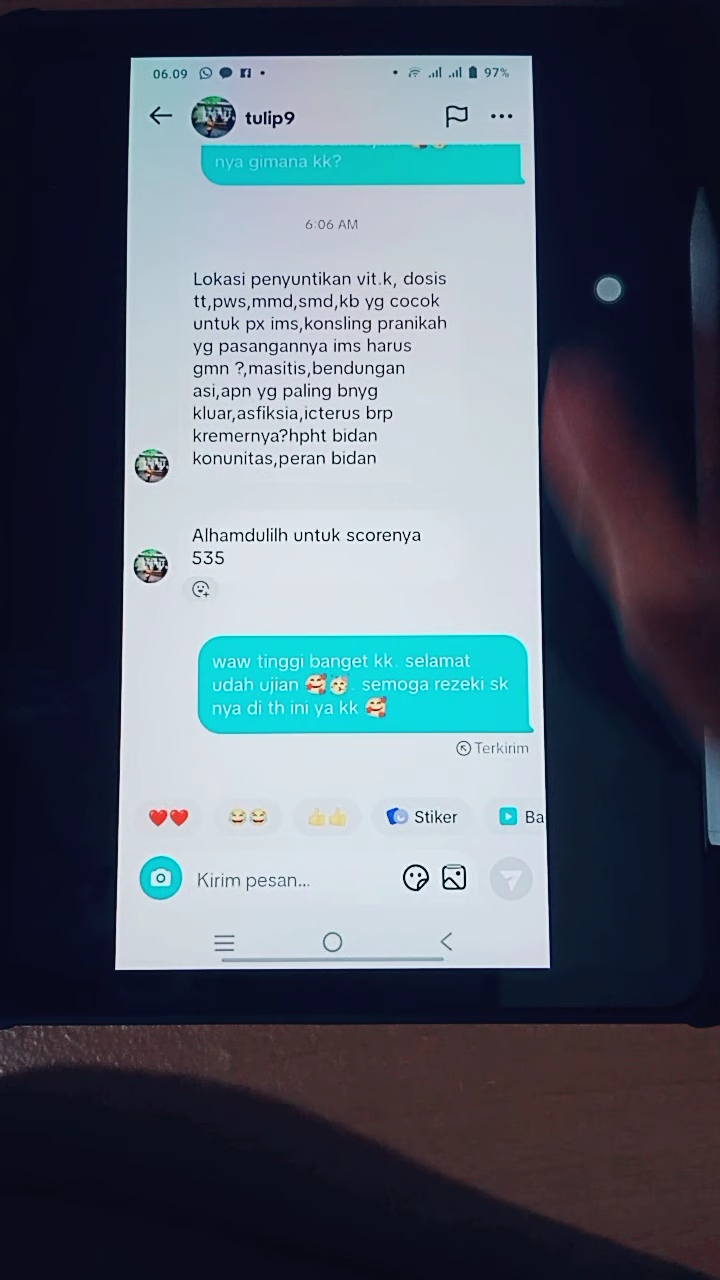 06.09
97%
tulip9
nya gimana kk?
6:06 AM
Lokasi penyuntikan vit.k, dosis
tt,pws,mmd,smd,kb yg cocok
untuk px ims,konsling pranikah
yg pasangannya ims harus
gmn ?,masitis,bendungan
asi,apn yg paling bnyg
kluar,asfiksia,icterus brp
kremernya?hpht bidan
konunitas,peran bidan
Alhamdulilh untuk scorenya
535
waw tinggi banget kk. selamat
udah ujian 🥰🥳. semoga rezeki sk
nya di th ini ya kk 🥰
Terkirim
Stiker
Ba
Kirim pesan...